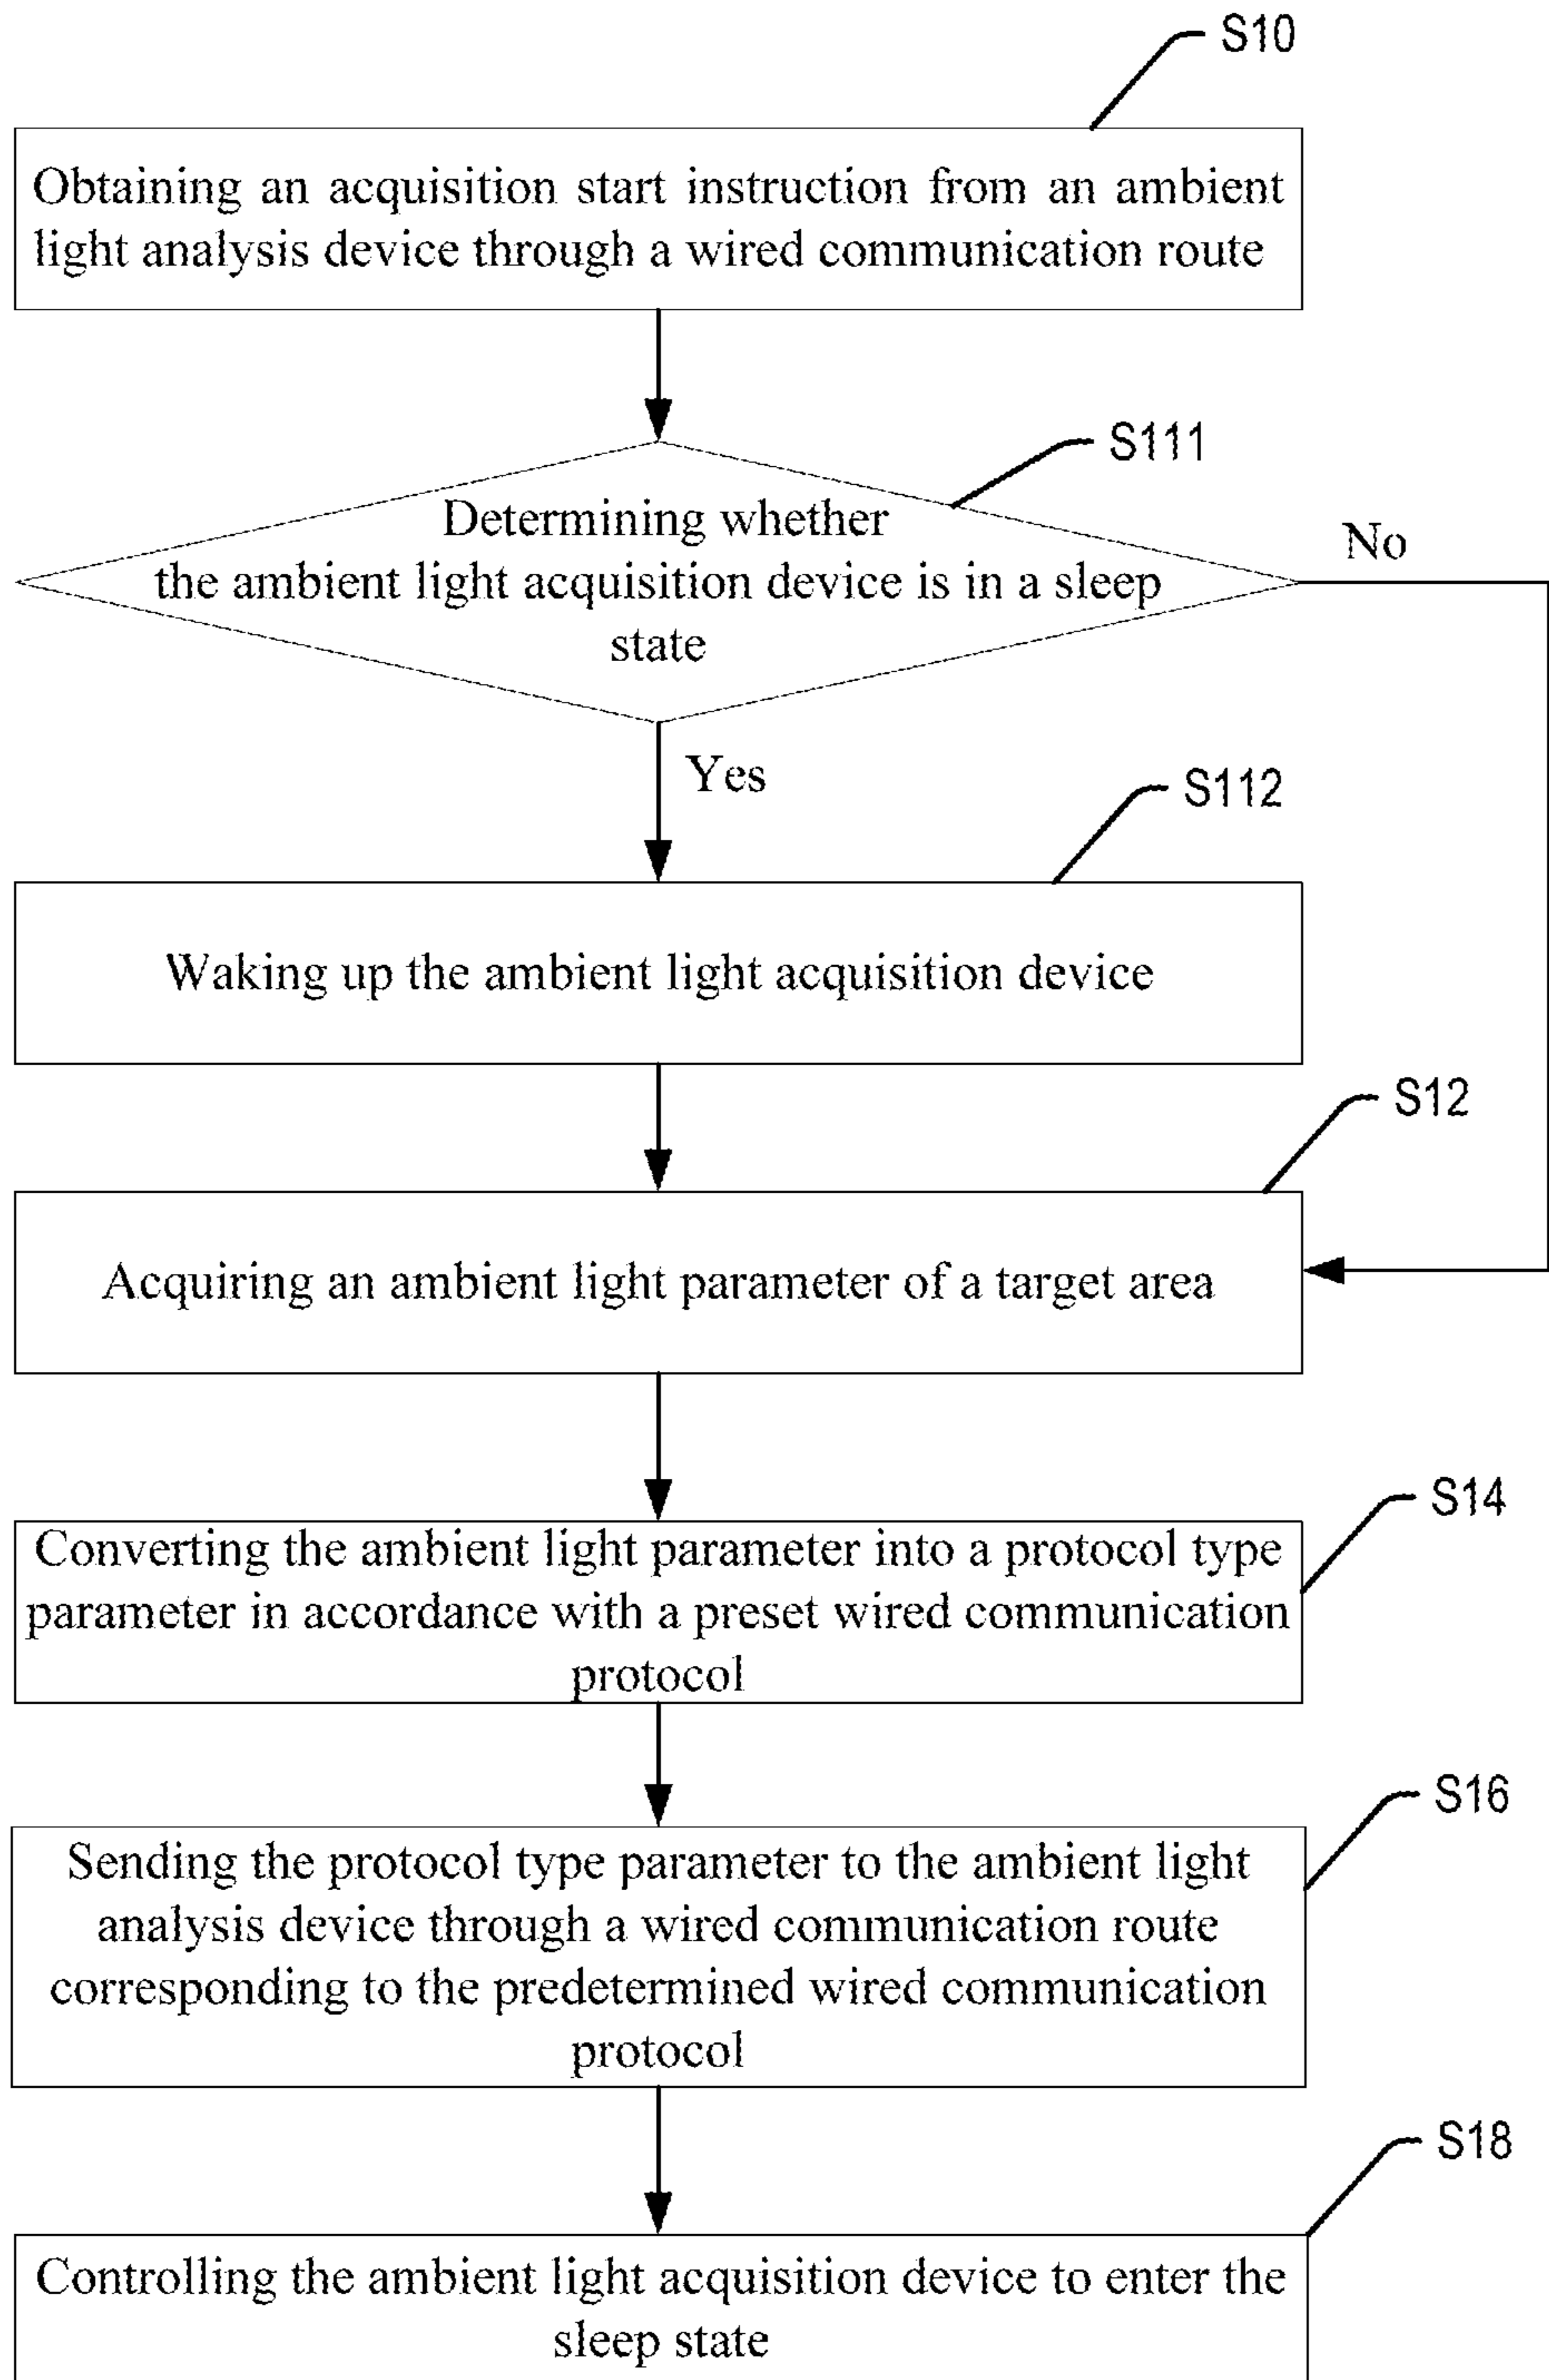 S10
Obtaining an acquisition start instruction from an ambient
light analysis device through a wired communication route
S111
Determining whether
the ambient light acquisition device is in a sleep
state
No
Yes
S112
Waking up the ambient light acquisition device
S12
Acquiring an ambient light parameter of a target area
S14
Converting the ambient light parameter into a protocol type
parameter in accordance with a preset wired communication
protocol
S16
Sending the protocol type parameter to the ambient light
analysis device through a wired communication route
corresponding to the predetermined wired communication
protocol
S18
Controlling the ambient light acquisition device to enter the
sleep state